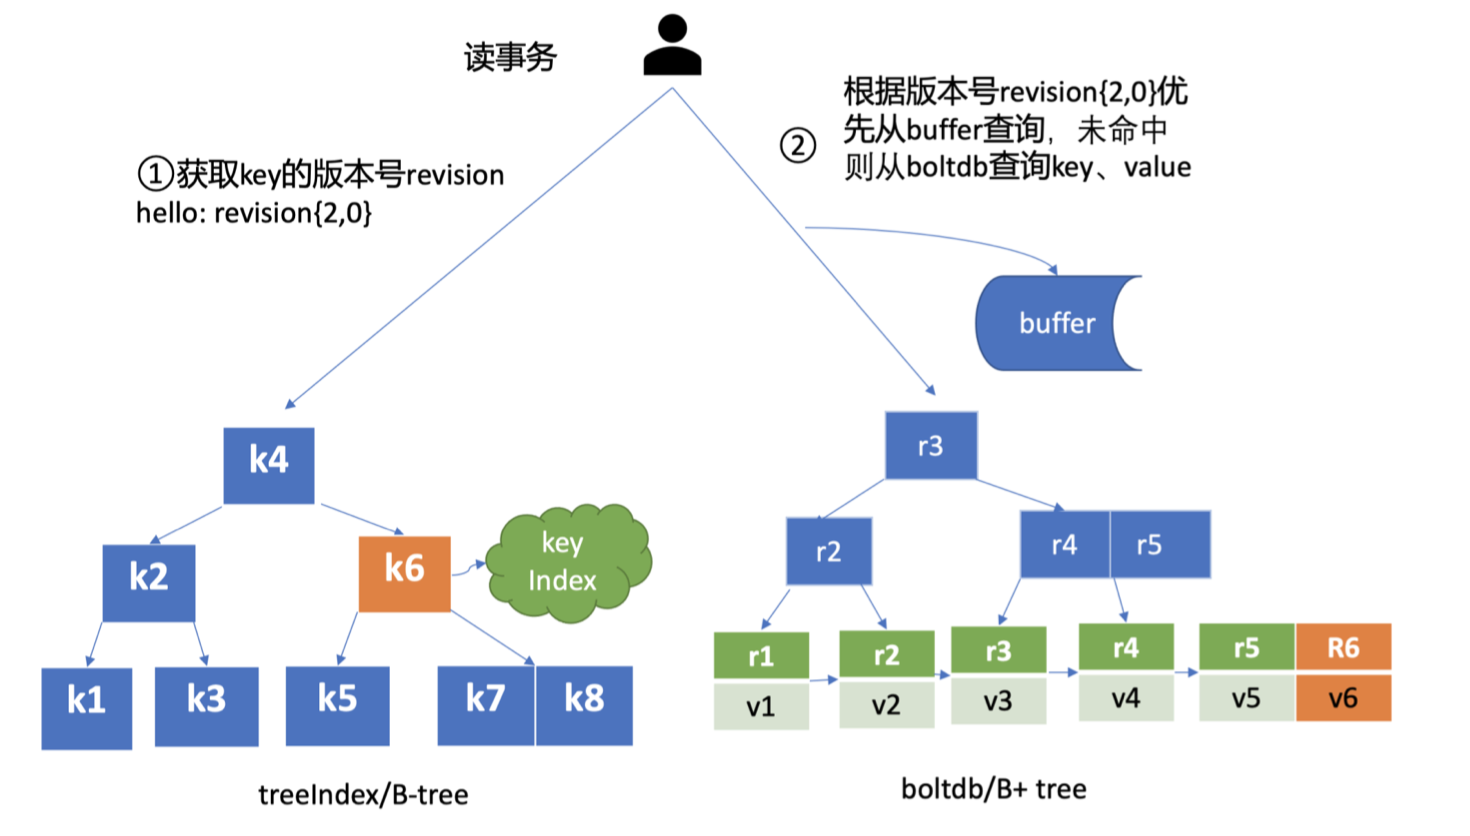 读事务
①获取key的版本号revision
hello: revision{2,0}
②
根据版本号revision{2,0}优
先从buffer查询，未命中
则从boltdb查询key、value
buffer
k4
k2
k6
key
Index
k1
k3
k5
k7
k8
treeIndex/B-tree
r3
r2
r4
r5
r1
r2
r3
r4
r5
R6
v1
v2
v3
v4
v5
v6
boltdb/B+ tree